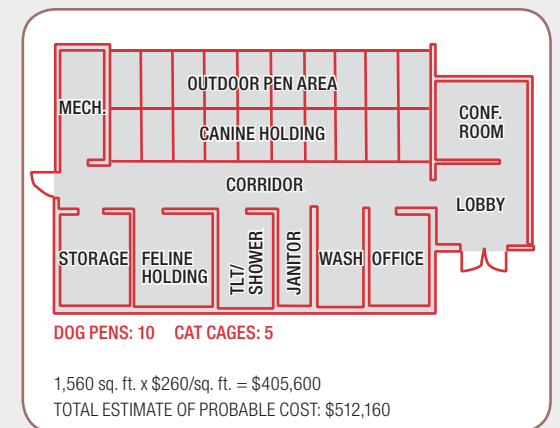 OUTDOOR PEN AREA
MECH.
CANINE HOLDING
CONF.
ROOM
CORRIDOR
LOBBY
STORAGE
FELINE
HOLDING
TLT/
SHOWER
JANITOR
WASH
OFFICE
DOG PENS: 10 CAT CAGES: 5
1,560 sq. ft. x $260/sq. ft. = $405,600
TOTAL ESTIMATE OF PROBABLE COST: $512,160